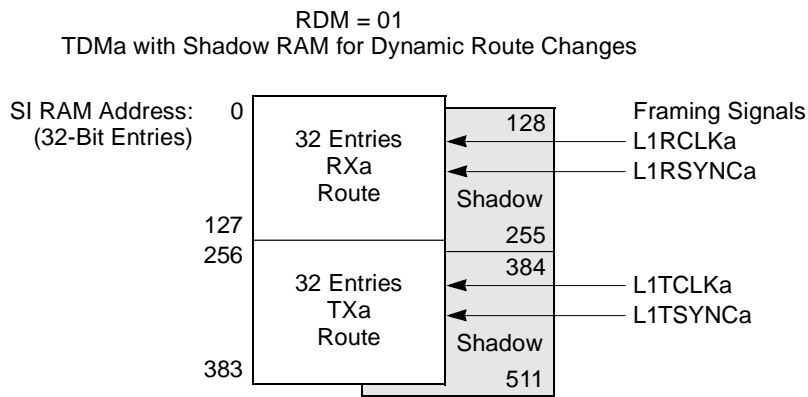 RDM = 01
TDMa with Shadow RAM for Dynamic Route Changes
SI RAM Address: 0 128 Framing Signals
(32-Bit Entries) 32 Entries L1RCLKa
RXa L1RSYNCa
Route Shadow
127 255
256 384
32 Entries L1TCLKa
TXa L1TSYNCa
Route Shadow
383 511